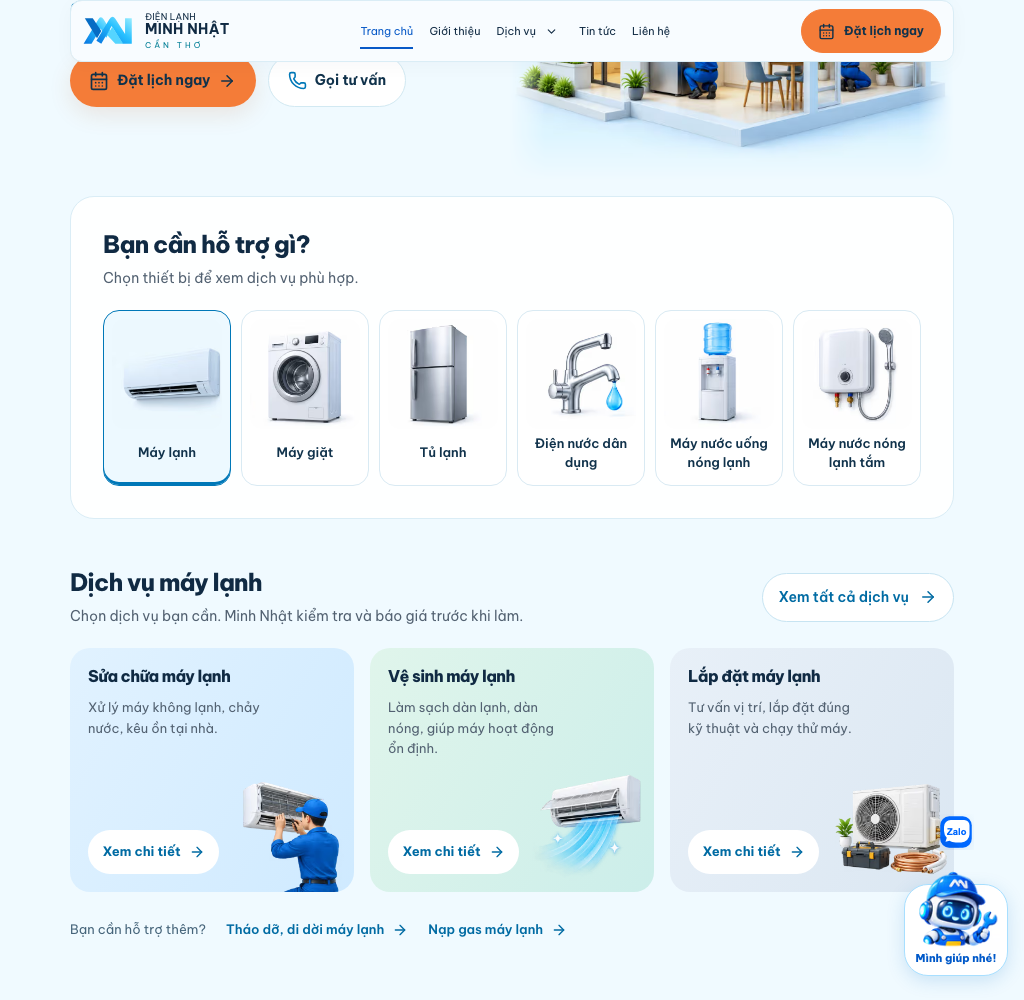 ĐIỆN LẠNH
MINH NHẬT
CẦN THƠ
Trang chủ
Giới thiệu
Dịch vụ
Tin tức
Liên hệ
Đặt lịch ngay
Đặt lịch ngay
Gọi tư vấn
Bạn cần hỗ trợ gì?
Chọn thiết bị để xem dịch vụ phù hợp.
Máy lạnh
Máy giặt
Tủ lạnh
Điện nước dân
dụng
Máy nước uống
nóng lạnh
Máy nước nóng
lạnh tắm
Dịch vụ máy lạnh
Chọn dịch vụ bạn cần. Minh Nhật kiểm tra và báo giá trước khi làm.
Xem tất cả dịch vụ
Sửa chữa máy lạnh
Xử lý máy không lạnh, chảy
nước, kêu ồn tại nhà.
Xem chi tiết
Vệ sinh máy lạnh
Làm sạch dàn lạnh, dàn
nóng, giúp máy hoạt động
ổn định.
Xem chi tiết
Lắp đặt máy lạnh
Tư vấn vị trí, lắp đặt đúng
kỹ thuật và chạy thử máy.
Xem chi tiết
Zalo
Bạn cần hỗ trợ thêm?
Tháo dỡ, di dời máy lạnh
Nạp gas máy lạnh
Mình giúp nhé!